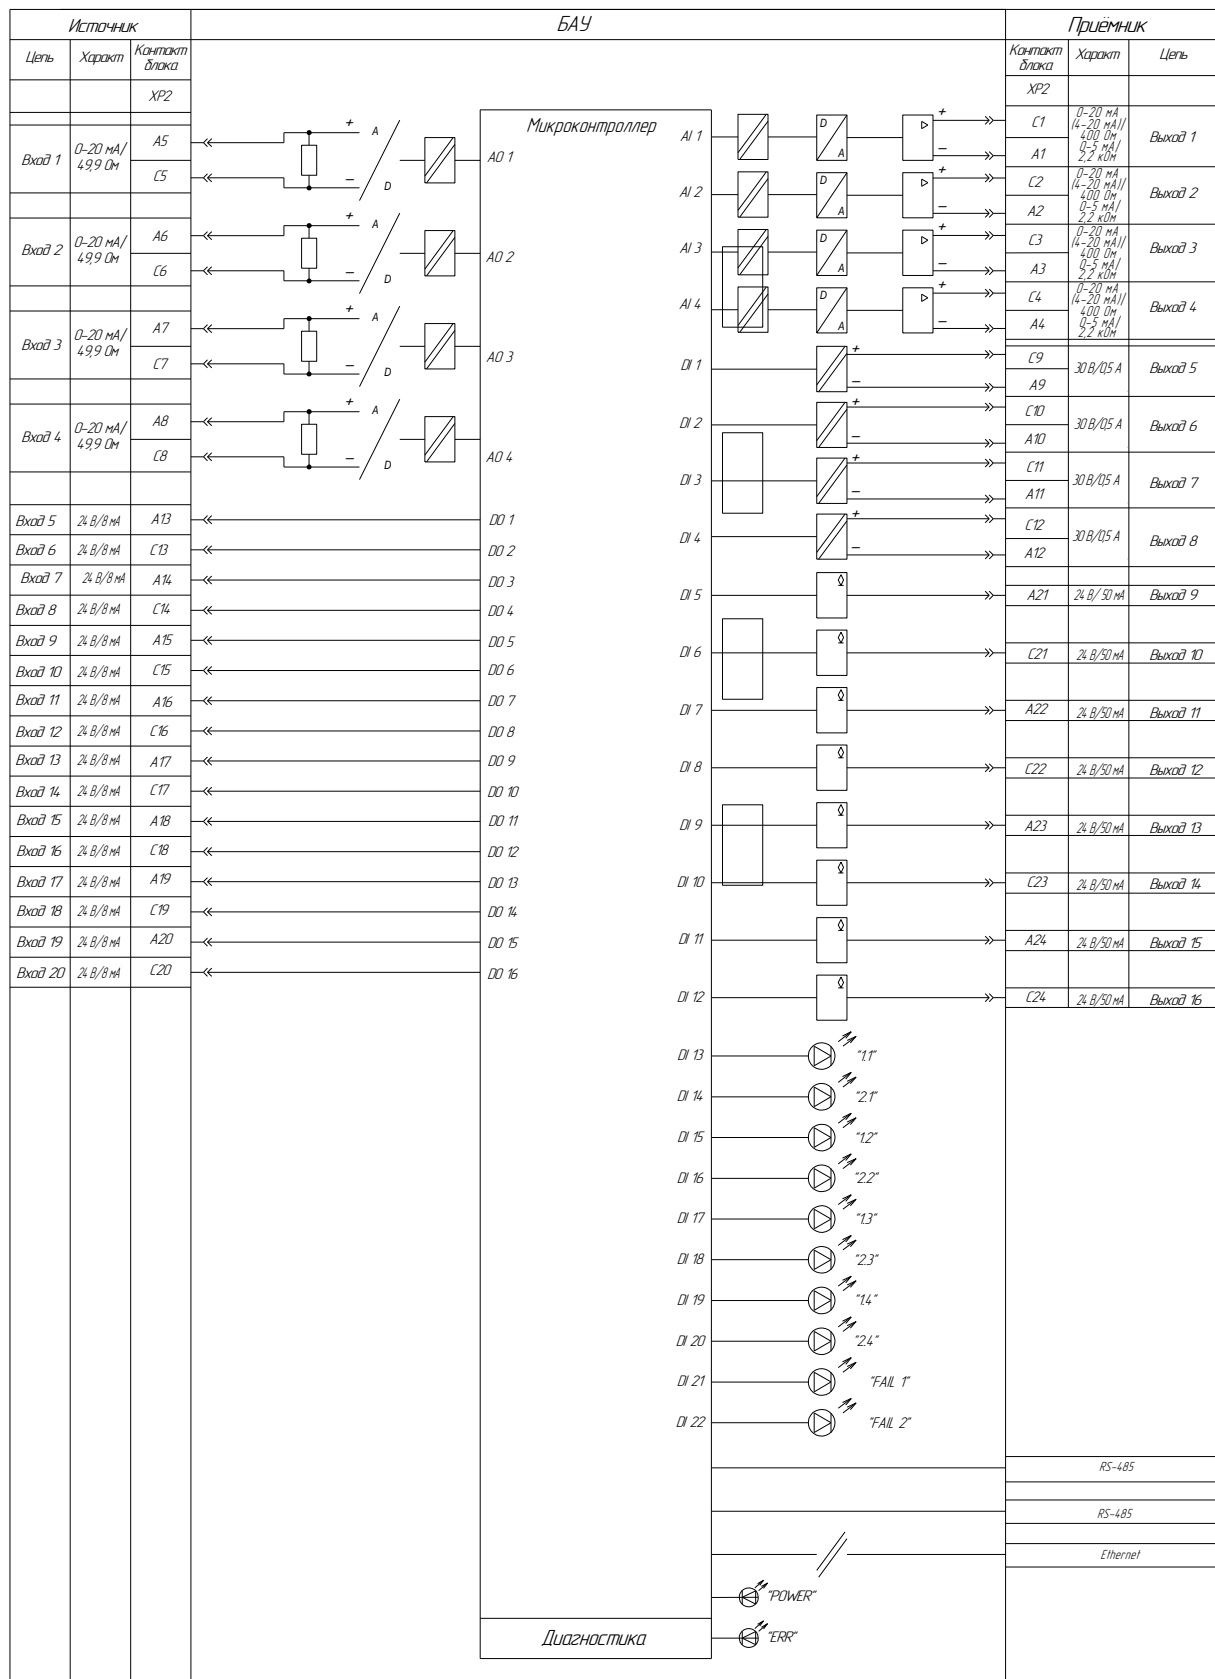 Источник
БАУ
Приёмник
Цепь
Характ
Контакт
блока
Контакт
блока
Характ
Цепь
XP2
XP2
Микроконтроллер
Вход 1
0-20 мА/
49,9 Ом
A5
C5
+
–
A
D
AO 1
Вход 2
0-20 мА/
49,9 Ом
A6
C6
+
–
A
D
AO 2
Вход 3
0-20 мА/
49,9 Ом
A7
C7
+
–
A
D
AO 3
Вход 4
0-20 мА/
49,9 Ом
A8
C8
+
–
A
D
AO 4
Вход 5 24 В/8 мА A13 DO 1
Вход 6 24 В/8 мА C13 DO 2
Вход 7 24 В/8 мА A14 DO 3
Вход 8 24 В/8 мА C14 DO 4
Вход 9 24 В/8 мА A15 DO 5
Вход 10 24 В/8 мА C15 DO 6
Вход 11 24 В/8 мА A16 DO 7
Вход 12 24 В/8 мА C16 DO 8
Вход 13 24 В/8 мА A17 DO 9
Вход 14 24 В/8 мА C17 DO 10
Вход 15 24 В/8 мА A18 DO 11
Вход 16 24 В/8 мА C18 DO 12
Вход 17 24 В/8 мА A19 DO 13
Вход 18 24 В/8 мА C19 DO 14
Вход 19 24 В/8 мА A20 DO 15
Вход 20 24 В/8 мА C20 DO 16
AI 1
D
A
+
–
C1
A1
0-20 мА
(4-20 мА)/
400 Ом
0-5 мА/
2,2 кОм
Выход 1
AI 2
D
A
+
–
C2
A2
0-20 мА
(4-20 мА)/
400 Ом
0-5 мА/
2,2 кОм
Выход 2
AI 3
D
A
+
–
C3
A3
0-20 мА
(4-20 мА)/
400 Ом
0-5 мА/
2,2 кОм
Выход 3
AI 4
D
A
+
–
C4
A4
0-20 мА
(4-20 мА)/
400 Ом
0-5 мА/
2,2 кОм
Выход 4
DI 1
+
–
C9
A9
30 В/0,5 А
Выход 5
DI 2
+
–
C10
A10
30 В/0,5 А
Выход 6
DI 3
+
–
C11
A11
30 В/0,5 А
Выход 7
DI 4
+
–
C12
A12
30 В/0,5 А
Выход 8
DI 5 A21 24 В/ 50 мА Выход 9
DI 6 C21 24 В/50 мА Выход 10
DI 7 A22 24 В/50 мА Выход 11
DI 8 C22 24 В/50 мА Выход 12
DI 9 A23 24 В/50 мА Выход 13
DI 10 C23 24 В/50 мА Выход 14
DI 11 A24 24 В/50 мА Выход 15
DI 12 C24 24 В/50 мА Выход 16
DI 13 "1.1"
DI 14 "2.1"
DI 15 "1.2"
DI 16 "2.2"
DI 17 "1.3"
DI 18 "2.3"
DI 19 "1.4"
DI 20 "2.4"
DI 21 "FAIL 1"
DI 22 "FAIL 2"
RS-485
RS-485
Ethernet
"POWER"
Диагностика
"ERR"